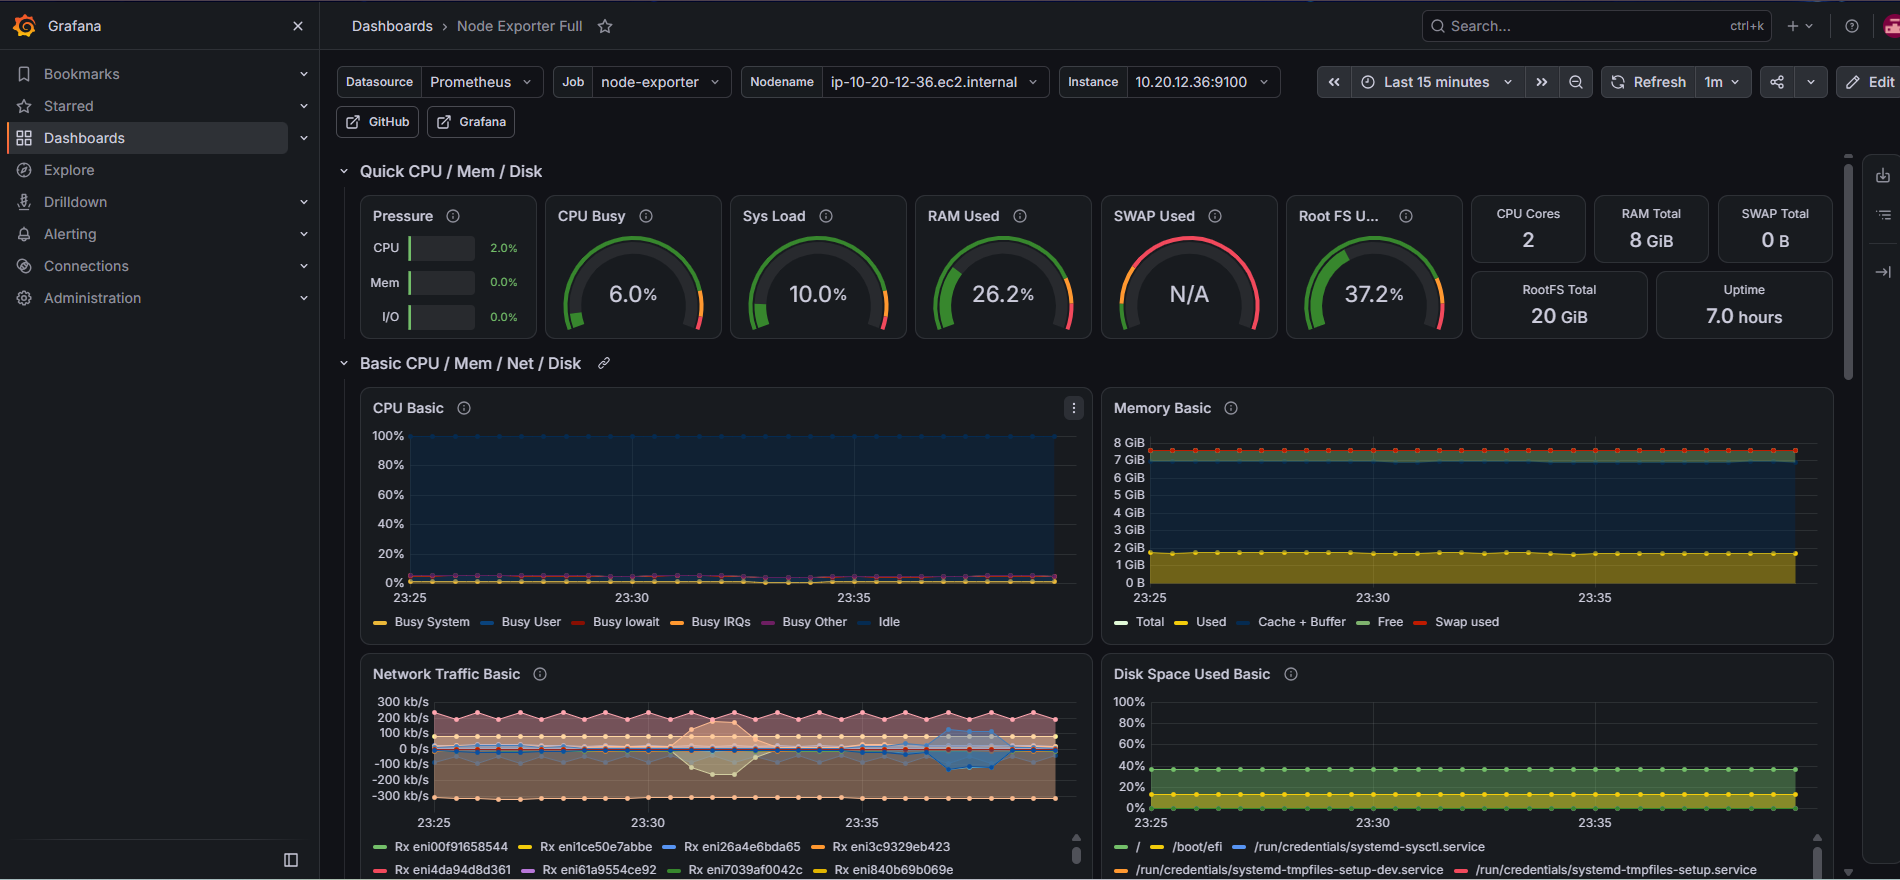 Grafana
Dashboards › Node Exporter Full
Search...
ctrl+k
Bookmarks
Starred
Dashboards
Explore
Drilldown
Alerting
Connections
Administration
Datasource Prometheus
Job node-exporter
Nodename ip-10-20-12-36.ec2.internal
Instance 10.20.12.36:9100
Last 15 minutes
Refresh 1m
Edit
GitHub
Grafana
Quick CPU / Mem / Disk
Pressure
CPU 2.0%
Mem 0.0%
I/O 0.0%
CPU Busy
6.0%
Sys Load
10.0%
RAM Used
26.2%
SWAP Used
N/A
Root FS U...
37.2%
CPU Cores
2
RAM Total
8 GiB
SWAP Total
0 B
RootFS Total
20 GiB
Uptime
7.0 hours
Basic CPU / Mem / Net / Disk
CPU Basic
100%
80%
60%
40%
20%
0%
23:25 23:30 23:35
Busy System Busy User Busy Iowait Busy IRQs Busy Other Idle
Memory Basic
8 GiB
7 GiB
6 GiB
5 GiB
4 GiB
3 GiB
2 GiB
1 GiB
0 B
23:25 23:30 23:35
Total Used Cache + Buffer Free Swap used
Network Traffic Basic
300 kb/s
200 kb/s
100 kb/s
0 b/s
-100 kb/s
-200 kb/s
-300 kb/s
23:25 23:30 23:35
Rx eni00f91658544 Rx eni1ce50e7abbe Rx eni26a4e6bda65 Rx eni3c9329eb423
Rx eni4da94d8d361 Rx eni61a9554ce92 Rx eni7039af0042c Rx eni840b69b069e
Disk Space Used Basic
100%
80%
60%
40%
20%
0%
23:25 23:30 23:35
/ /boot/efi /run/credentials/systemd-sysctl.service
/run/credentials/systemd-tmpfiles-setup-dev.service /run/credentials/systemd-tmpfiles-setup.service